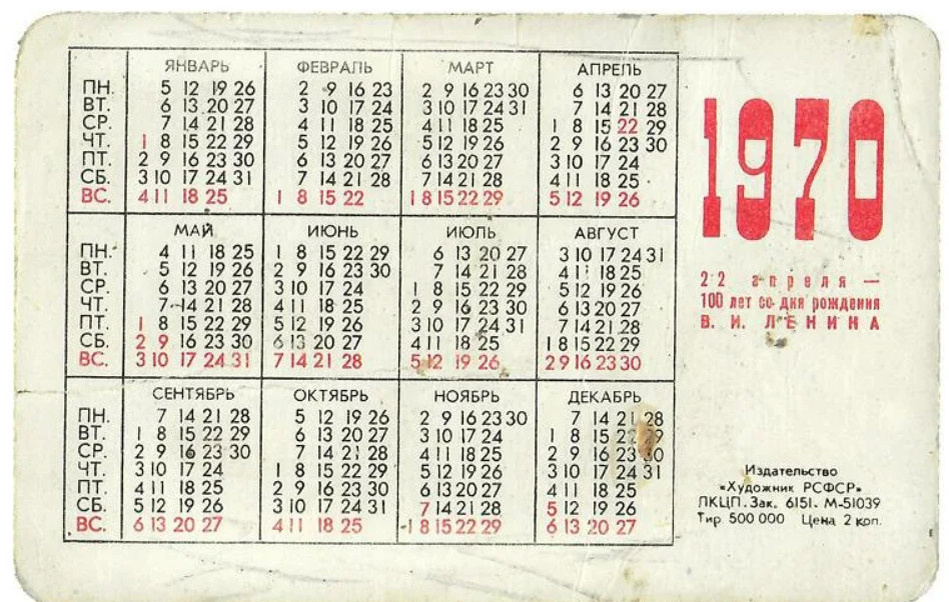 ЯНВАРЬ ФЕВРАЛЬ МАРТ АПРЕЛЬ
ПН. 5 12 19 26 2 9 16 23 2 9 16 23 30 6 13 20 27
ВТ. 6 13 20 27 3 10 17 24 3 10 17 24 31 7 14 21 28
СР. 7 14 21 28 4 11 18 25 4 11 18 25 1 8 15 22 29
ЧТ. 1 8 15 22 29 5 12 19 26 5 12 19 26 2 9 16 23 30
ПТ. 2 9 16 23 30 6 13 20 27 6 13 20 27 3 10 17 24
СБ. 3 10 17 24 31 7 14 21 28 7 14 21 28 4 11 18 25
ВС. 4 11 18 25 1 8 15 22 1 8 15 22 29 5 12 19 26
МАЙ ИЮНЬ ИЮЛЬ АВГУСТ
ПН. 4 11 18 25 1 8 15 22 29 6 13 20 27 3 10 17 24 31
ВТ. 5 12 19 26 2 9 16 23 30 7 14 21 28 4 11 18 25
СР. 6 13 20 27 3 10 17 24 1 8 15 22 29 5 12 19 26
ЧТ. 7 14 21 28 4 11 18 25 2 9 16 23 30 6 13 20 27
ПТ. 1 8 15 22 29 5 12 19 26 3 10 17 24 31 7 14 21 28
СБ. 2 9 16 23 30 6 13 20 27 4 11 18 25 1 8 15 22 29
ВС. 3 10 17 24 31 7 14 21 28 5 12 19 26 2 9 16 23 30
СЕНТЯБРЬ ОКТЯБРЬ НОЯБРЬ ДЕКАБРЬ
ПН. 7 14 21 28 5 12 19 26 2 9 16 23 30 7 14 21 28
ВТ. 1 8 15 22 29 6 13 20 27 3 10 17 24 1 8 15 22 29
СР. 2 9 16 23 30 7 14 21 28 4 11 18 25 2 9 16 23 30
ЧТ. 3 10 17 24 1 8 15 22 29 5 12 19 26 3 10 17 24 31
ПТ. 4 11 18 25 2 9 16 23 30 6 13 20 27 4 11 18 25
СБ. 5 12 19 26 3 10 17 24 31 7 14 21 28 5 12 19 26
ВС. 6 13 20 27 4 11 18 25 1 8 15 22 29 6 13 20 27
1970
22 апреля —
100 лет со дня рождения
В. И. ЛЕНИНА
Издательство
«Художник РСФСР»
ЛКЦП. Зак. 6151. М-51039
Тир 500 000 Цена 2 коп.